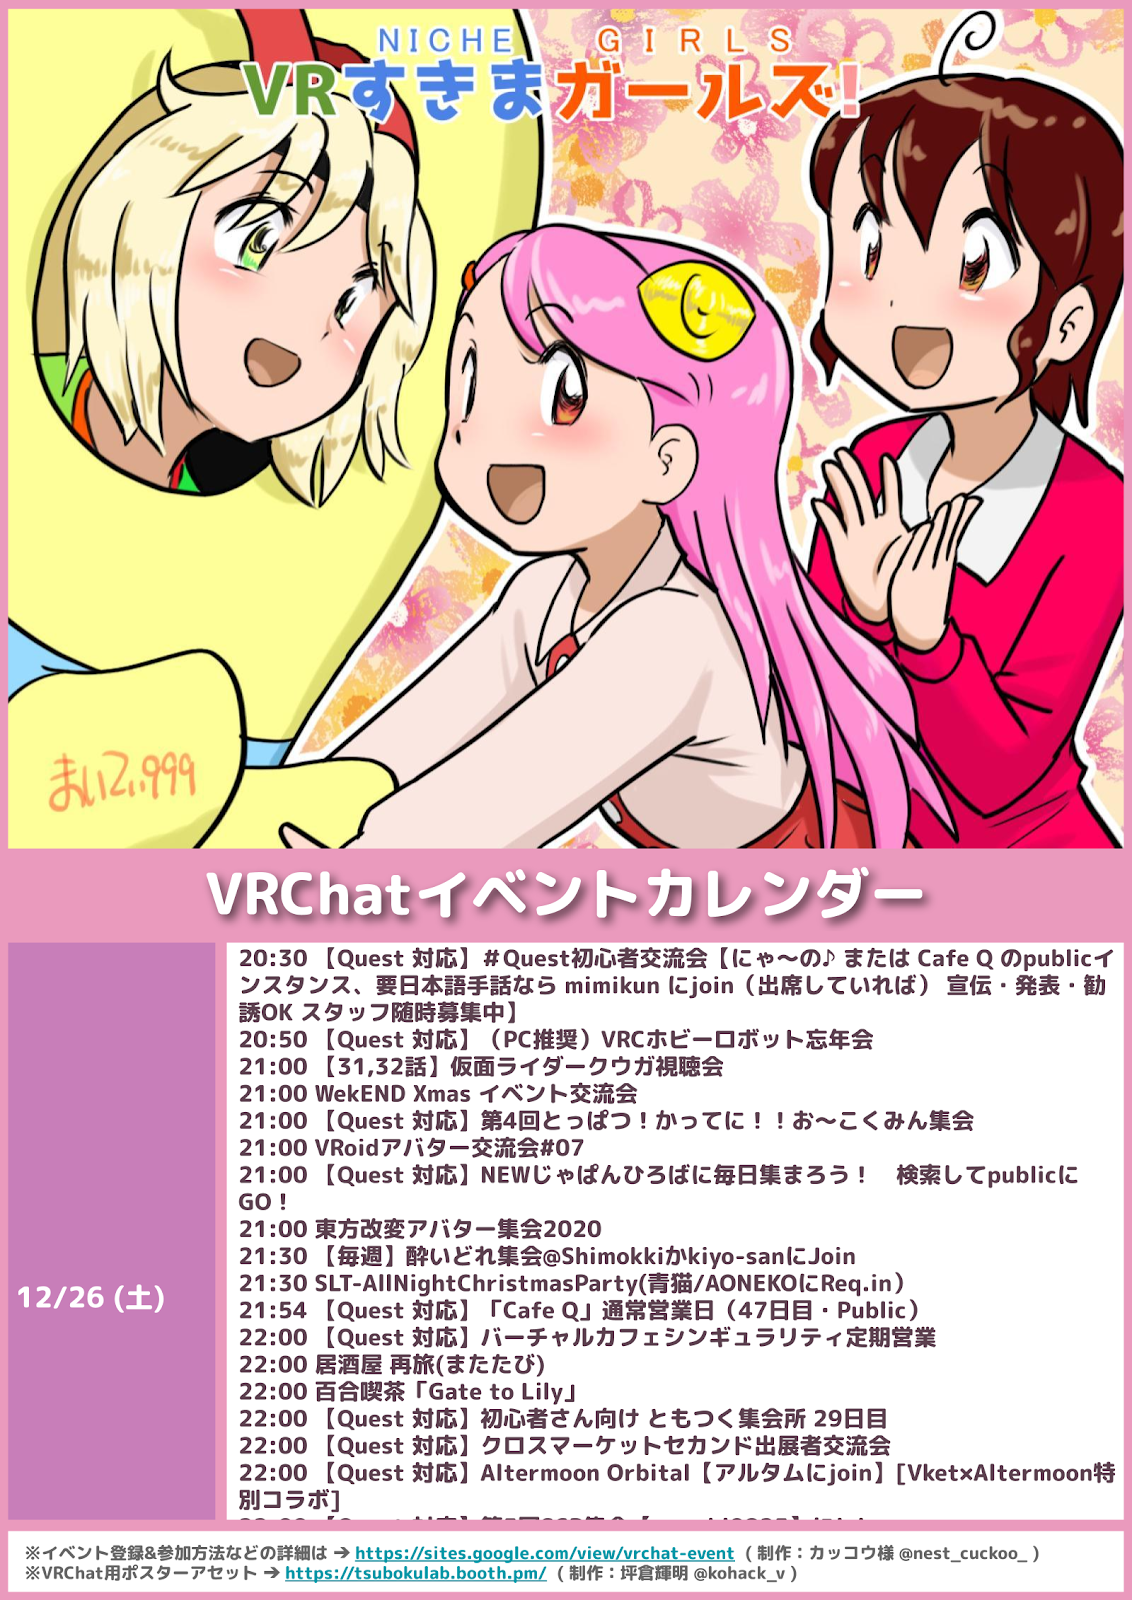 NICHE GIRLS
VRすきまガールズ!
まいてぃ999
VRChatイベントカレンダー
12/26 (土)
20:30 【Quest 対応】＃Quest初心者交流会【にゃ～の♪ または Cafe Q のpublicイ
ンスタンス、要日本語手話なら mimikun にjoin（出席していれば） 宣伝・発表・勧
誘OK スタッフ随時募集中】
20:50 【Quest 対応】（PC推奨）VRCホビーロボット忘年会
21:00 【31,32話】仮面ライダークウガ視聴会
21:00 WekEND Xmas イベント交流会
21:00 【Quest 対応】第4回とっぱつ！かってに！！お～こくみん集会
21:00 VRoidアバター交流会#07
21:00 【Quest 対応】NEWじゃぱんひろばに毎日集まろう！　検索してpublicに
GO！
21:00 東方改変アバター集会2020
21:30 【毎週】酔いどれ集会@Shimokkiかkiyo-sanにJoin
21:30 SLT-AllNightChristmasParty(青猫/AONEKOにReq.in）
21:54 【Quest 対応】「Cafe Q」通常営業日（47日目・Public）
22:00 【Quest 対応】バーチャルカフェシンギュラリティ定期営業
22:00 居酒屋 再旅(またたび)
22:00 百合喫茶「Gate to Lily」
22:00 【Quest 対応】初心者さん向け ともつく集会所 29日目
22:00 【Quest 対応】クロスマーケットセカンド出展者交流会
22:00 【Quest 対応】Altermoon Orbital【アルタムにjoin】[Vket×Altermoon特
別コラボ]
※イベント登録&参加方法などの詳細は ➔ https://sites.google.com/view/vrchat-event （ 制作：カッコウ様 @nest_cuckoo_ ）
※VRChat用ポスターアセット ➔ https://tsubokulab.booth.pm/ （ 制作：坪倉輝明 @kohack_v ）